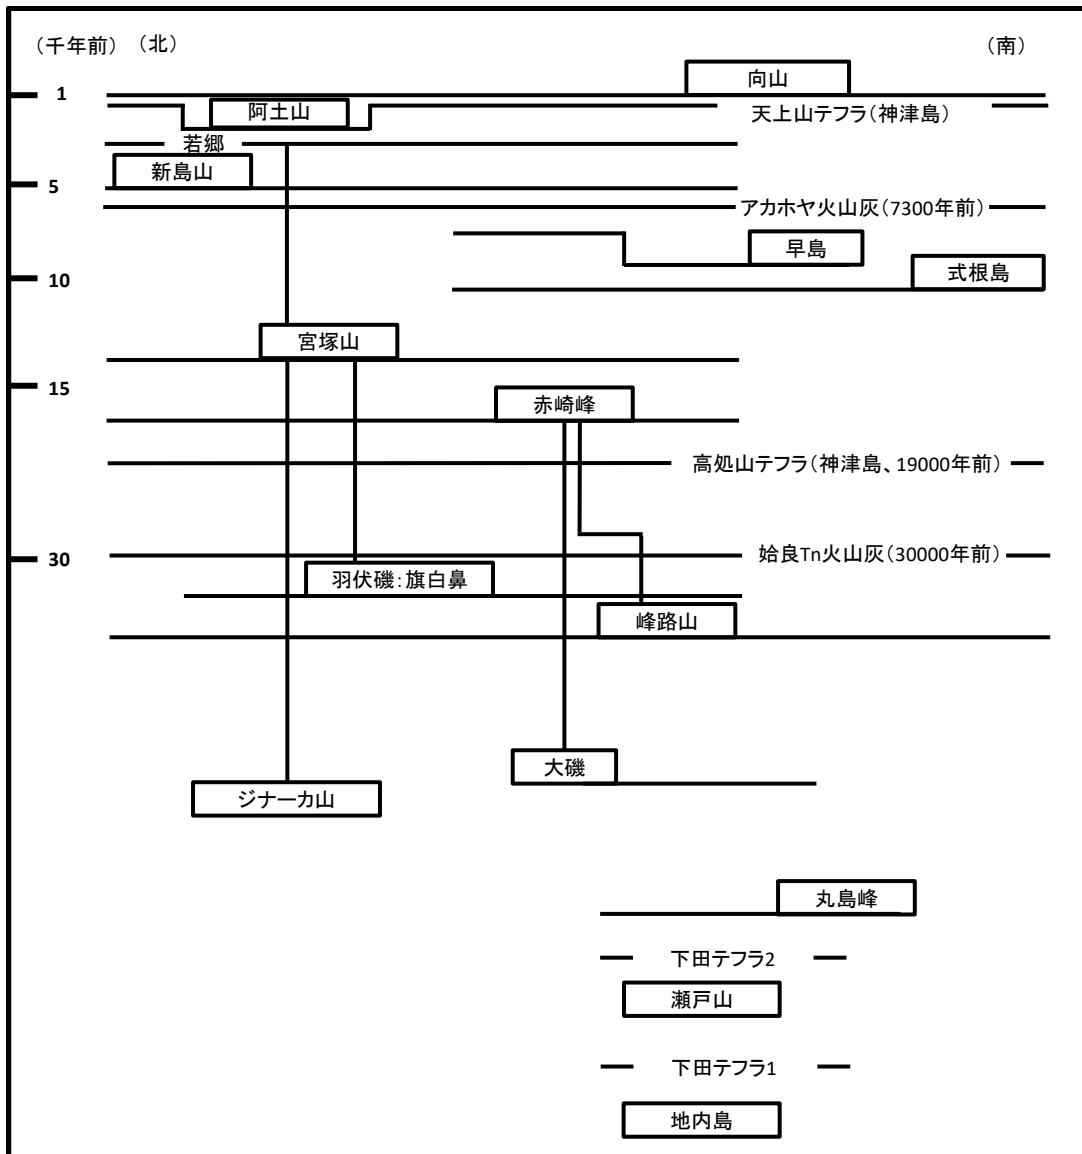 （千年前）（北）
（南）
向山
1
阿土山
天上山テフラ（神津島）
若郷
新島山
5
アカホヤ火山灰（7300年前）
早島
式根島
10
宮塚山
15
赤崎峰
高処山テフラ（神津島、19000年前）
30
姶良Tn火山灰（30000年前）
羽伏磯：旗白鼻
峰路山
大磯
ジナーカ山
丸島峰
下田テフラ2
瀬戸山
下田テフラ1
地内島